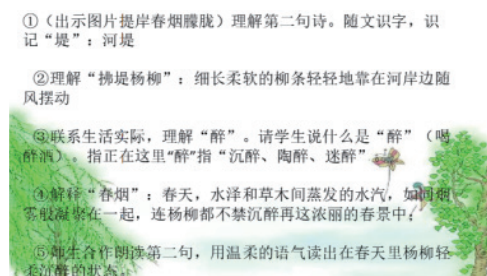 ①（出示图片提岸春烟朦胧）理解第二句诗。随文识字，识
记“堤”：河堤
②理解“拂堤杨柳”：细长柔软的柳条轻轻地靠在河岸边随
风摆动
③联系生活实际，理解“醉”。请学生说什么是“醉”（喝
醉酒）。指正在这里“醉”指“沉醉、陶醉、迷醉”
④解释“春烟”：春天，水泽和草木间蒸发的水汽，如同烟
雾般凝聚在一起，连杨柳都不禁沉醉再这浓丽的春景中。
⑤师生合作朗读第二句，用温柔的语气读出在春天里杨柳轻
柔沉醉的状态。